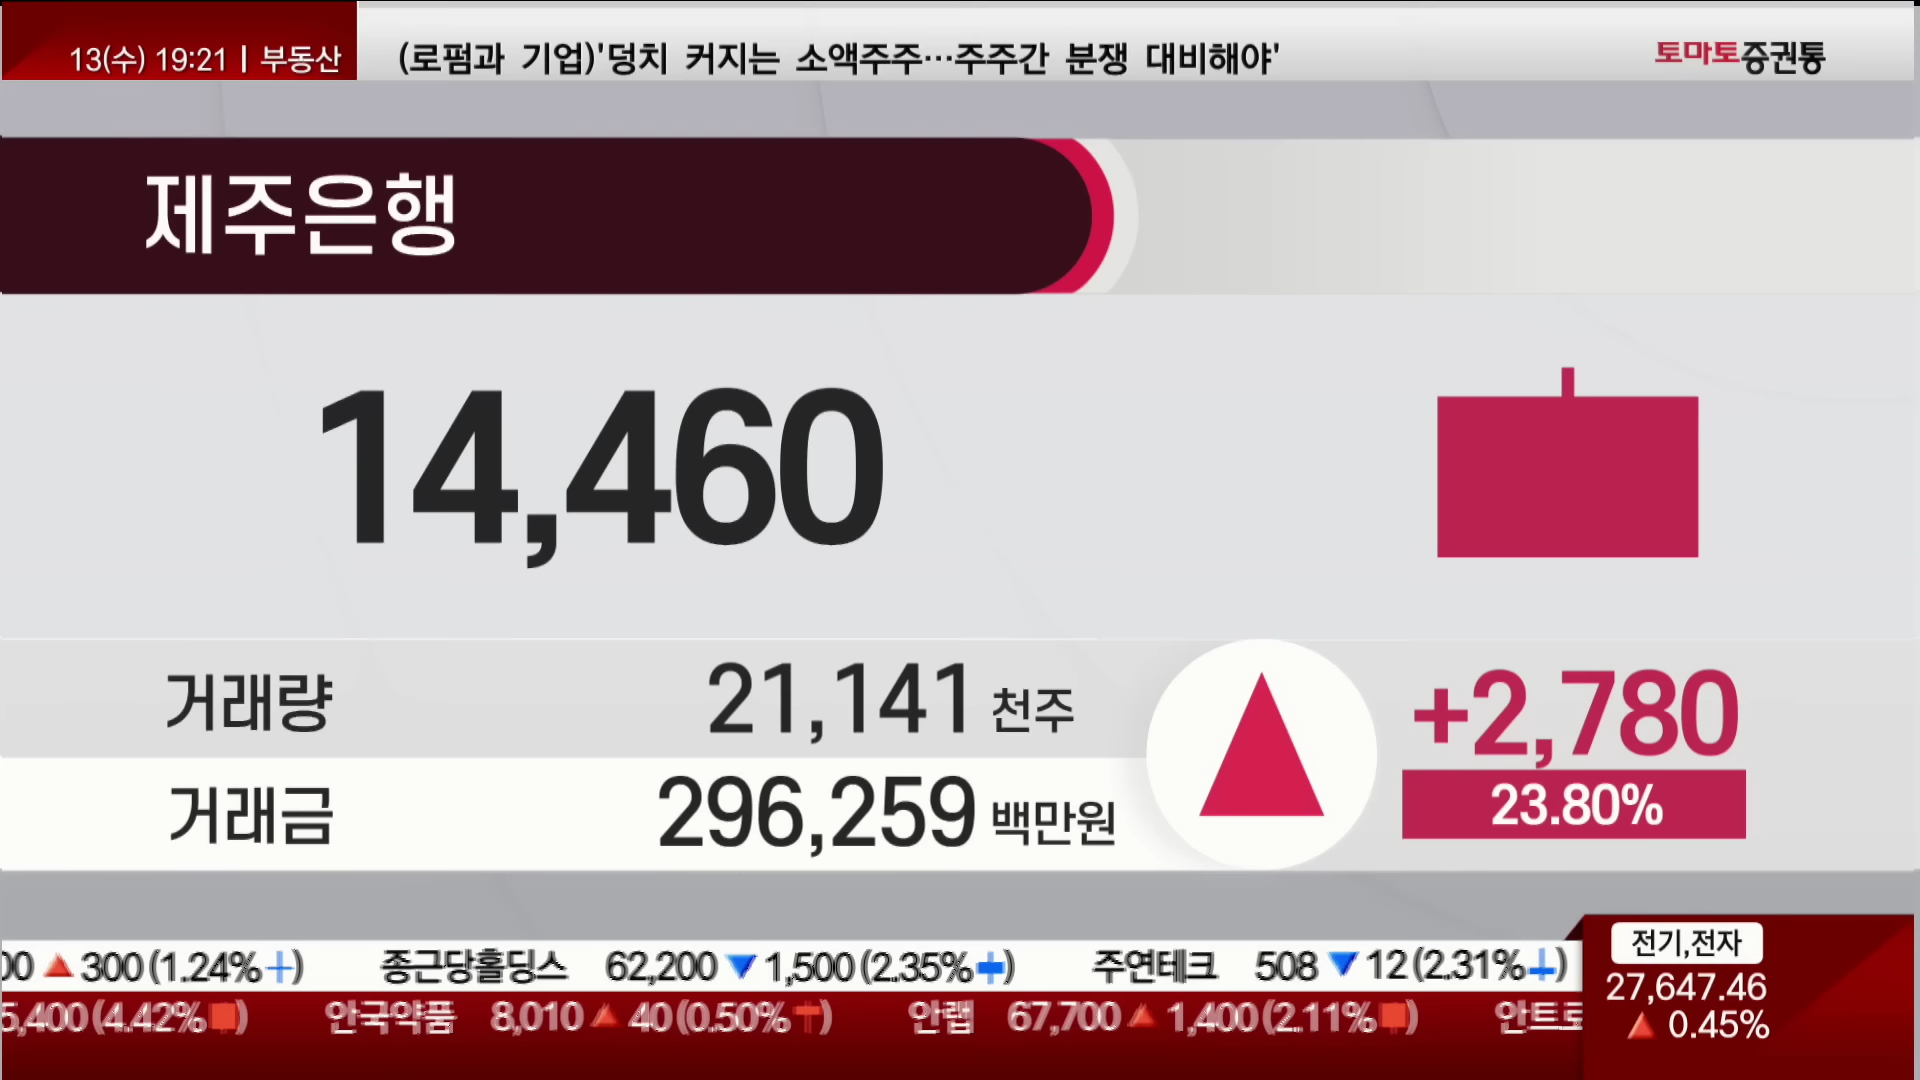 13(수) 19:21 | 부동산
(로펌과 기업)'덩치 커지는 소액주주…주주간 분쟁 대비해야'
토마토증권통
제주은행
14,460
거래량 21,141 천주
+2,780
거래금 296,259 백만원
23.80%
00 ▲ 300 (1.24% ) 종근당홀딩스 62,200 ▼ 1,500 (2.35% ) 주연테크 508 ▼ 12 (2.31% )
5,400 (4.42% ) 안국약품 8,010 ▲ 40 (0.50% ) 안랩 67,700 ▲ 1,400 (2.11% ) 안트로
전기,전자
27,647.46
▲ 0.45%